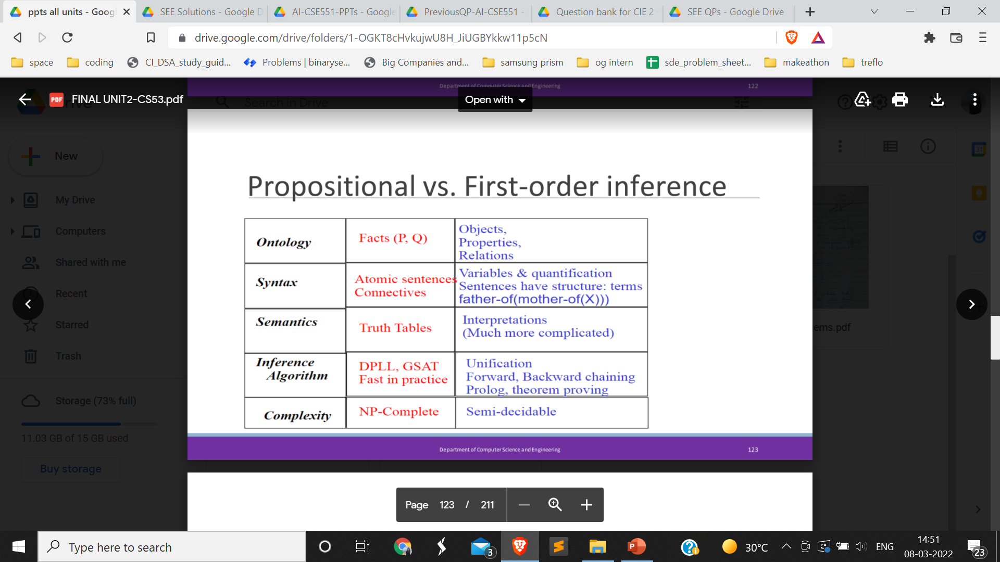 ppts all units - Goog
SEE Solutions - Google D
AI-CSE551-PPTs - Google
PreviousQP-AI-CSE551 -
Question bank for CIE 2 -
SEE QPs - Google Drive
drive.google.com/drive/folders/1-OGKT8cHvkujwU8H_JiUGBYkkw11p5cN
space
coding
CI_DSA_study_guid...
Problems | binaryse...
Big Companies and...
samsung prism
og intern
sde_problem_sheet...
makeathon
treflo
Department of Computer Science and Engineering
122
PDF
FINAL UNIT2-CS53.pdf
Search in Drive
Open with
New
My Drive
Computers
Shared with me
Recent
Starred
Trash
Storage (73% full)
11.03 GB of 15 GB used
Buy storage
31
ems.pdf
Propositional vs. First-order inference
Ontology
Facts (P, Q)
Objects,
Properties,
Relations
Syntax
Atomic sentences
Connectives
Variables & quantification
Sentences have structure: terms
father-of(mother-of(X)))
Semantics
Truth Tables
Interpretations
(Much more complicated)
Inference
Algorithm
DPLL, GSAT
Fast in practice
Unification
Forward, Backward chaining
Prolog, theorem proving
Complexity
NP-Complete
Semi-decidable
Department of Computer Science and Engineering
123
Page 123 / 211
Type here to search
3
30°C
ENG
14:51
08-03-2022
23